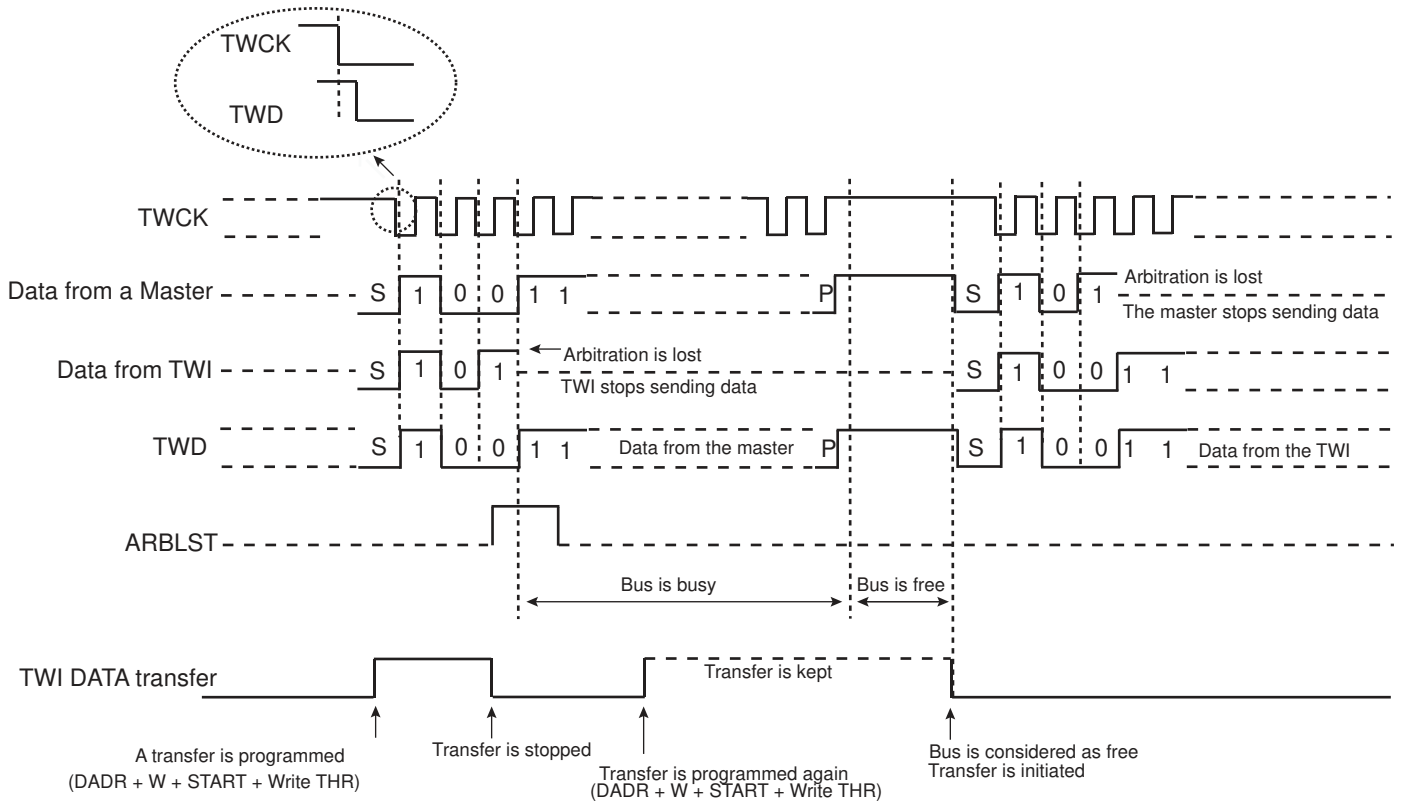 TWCK
TWD
TWCK
Data from a Master S 1 0 0 1 1 P S 1 0 1 Arbitration is lost
The master stops sending data
Data from TWI S 1 0 1 Arbitration is lost S 1 0 0 1 1
TWI stops sending data
TWD S 1 0 0 1 1 Data from the master P S 1 0 0 1 1 Data from the TWI
ARBLST
Bus is busy Bus is free
TWI DATA transfer Transfer is kept
A transfer is programmed
(DADR + W + START + Write THR)
Transfer is stopped
Transfer is programmed again
(DADR + W + START + Write THR)
Bus is considered as free
Transfer is initiated